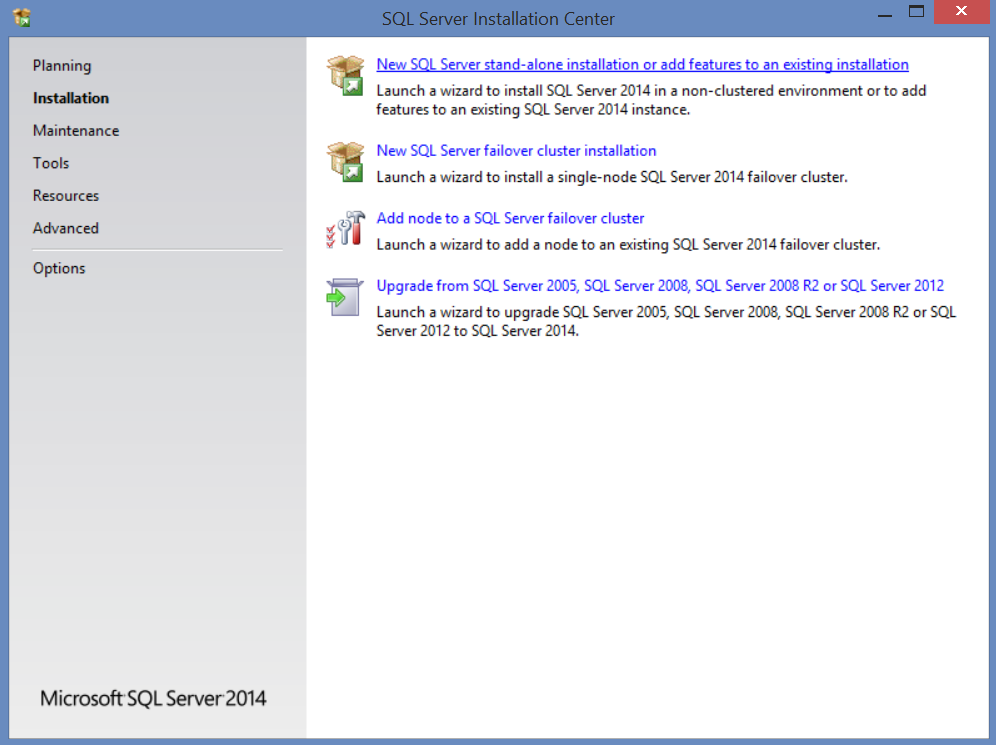 SQL Server Installation Center
Planning
Installation
Maintenance
Tools
Resources
Advanced
Options
New SQL Server stand-alone installation or add features to an existing installation
Launch a wizard to install SQL Server 2014 in a non-clustered environment or to add
features to an existing SQL Server 2014 instance.
New SQL Server failover cluster installation
Launch a wizard to install a single-node SQL Server 2014 failover cluster.
Add node to a SQL Server failover cluster
Launch a wizard to add a node to an existing SQL Server 2014 failover cluster.
Upgrade from SQL Server 2005, SQL Server 2008, SQL Server 2008 R2 or SQL Server 2012
Launch a wizard to upgrade SQL Server 2005, SQL Server 2008, SQL Server 2008 R2 or SQL
Server 2012 to SQL Server 2014.
Microsoft SQL Server 2014